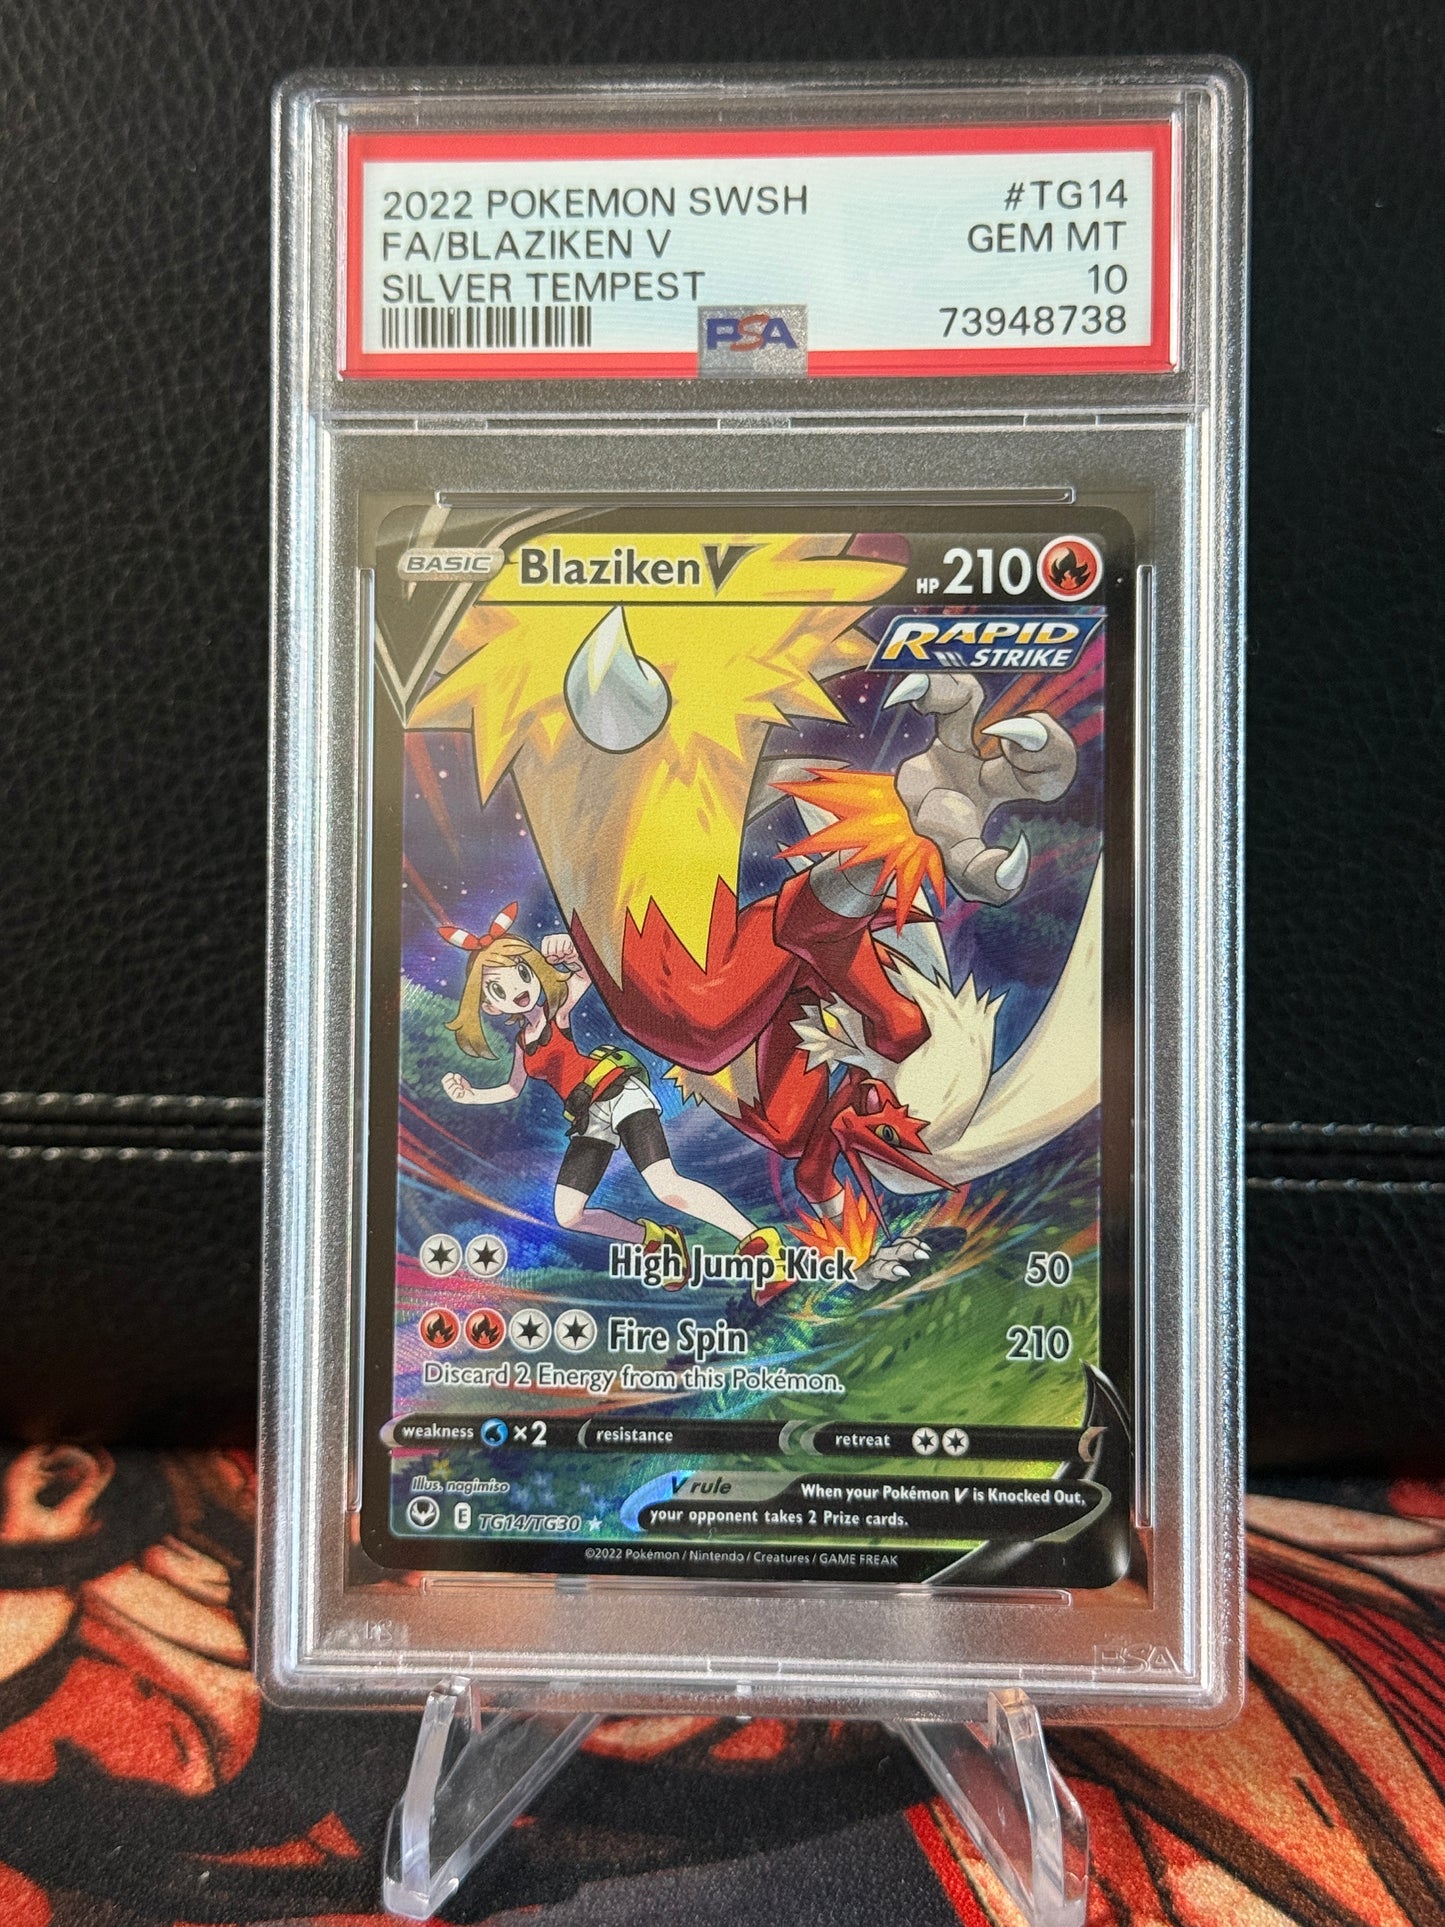 2022 POKEMON SWSH #TG14
FA/BLAZIKEN V GEM MT
SILVER TEMPEST 10
PSA 73948738
BASIC Blaziken V HP 210
RAPID
STRIKE
High Jump Kick 50
Fire Spin 210
Discard 2 Energy from this Pokémon.
weakness ×2 resistance retreat
Illus. nagimiso
V rule When your Pokémon V is Knocked Out,
your opponent takes 2 Prize cards.
E TG14/TG30
©2022 Pokémon / Nintendo / Creatures / GAME FREAK
PSA